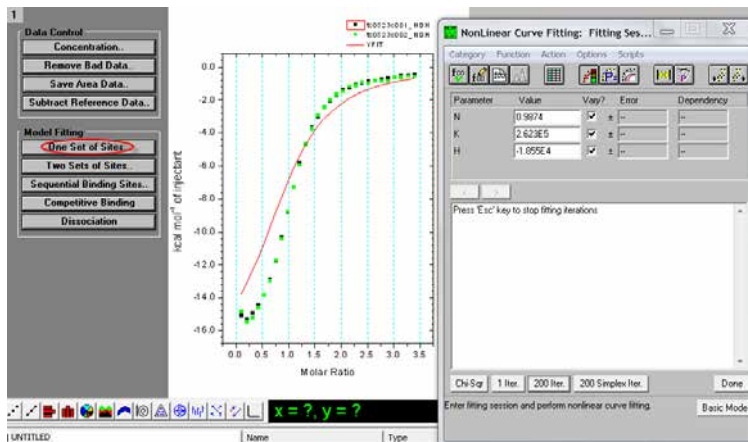 1
Data Control
Concentration..
Remove Bad Data..
Save Area Data..
Subtract Reference Data..
Model Fitting
One Set of Sites..
Two Sets of Sites..
Sequential Binding Sites..
Competitive Binding
Dissociation
YFIT
0.0
-2.0
-4.0
-6.0
-8.0
-10.0
-12.0
-14.0
-16.0
kcal mol⁻¹ of injectant
0.0 0.5 1.0 1.5 2.0 2.5 3.0 3.5
Molar Ratio
NonLinear Curve Fitting: Fitting Ses...
Category Function Action Options Scripts
Parameter Value Vary? Error Dependency
N 0.9874 ± --
K 2.623E5 ± --
H -1.855E4 ± --
Press 'Esc' key to stop fitting iterations
Chi-Sqr 1 Iter. 200 Iter. 200 Simplex Iter. Done
Enter fitting session and perform nonlinear curve fitting. Basic Mode
x = ?, y = ?
UNTITLED Name Type